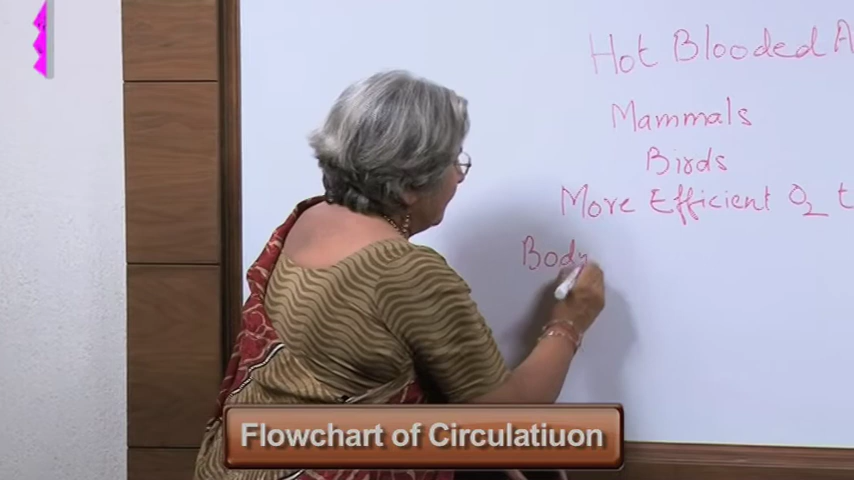 Hot Blooded A
Mammals
Birds
More Efficient O2 t
Body
Flowchart of Circulatiuon